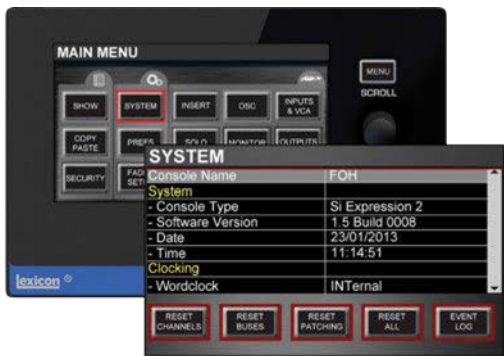 MAIN MENU
MENU
SCROLL
SHOW
SYSTEM
INSERT
OSC
INPUTS
& VCA
COPY
PASTE
PREFS
SOLO
MONITOR
OUTPUTS
SECURITY
SYSTEM
Console Name FOH
System
- Console Type Si Expression 2
- Software Version 1.5 Build 0008
- Date 23/01/2013
- Time 11:14:51
Clocking
- Wordclock INTernal
RESET
CHANNELS
RESET
BUSES
RESET
PATCHING
RESET
ALL
EVENT
LOG
lexicon ®